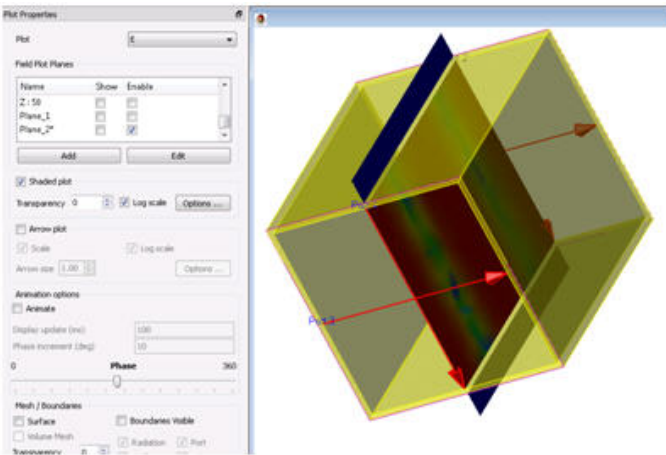 Plot Properties
Plot E
Field Plot Planes
Name Show Enable
Z : 50
Plane_1
Plane_2*
Add Edit
Shaded plot
Transparency 0 Log scale Options ...
Arrow plot
Scale Log scale
Arrow size 1.00 Options ...
Animation options
Animate
Display update (ms) 100
Phase increment (deg) 10
0 Phase 360
Mesh / Boundaries
Surface Boundaries Visible
Volume Mesh Radiation Port
Transparency 0